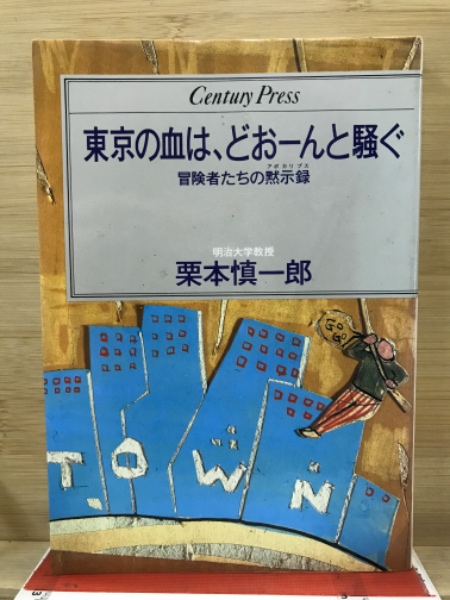 Century Press
東京の血は、どおーんと騒ぐ
アポカリプス
冒険者たちの黙示録
明治大学教授
栗本慎一郎
T.OWN